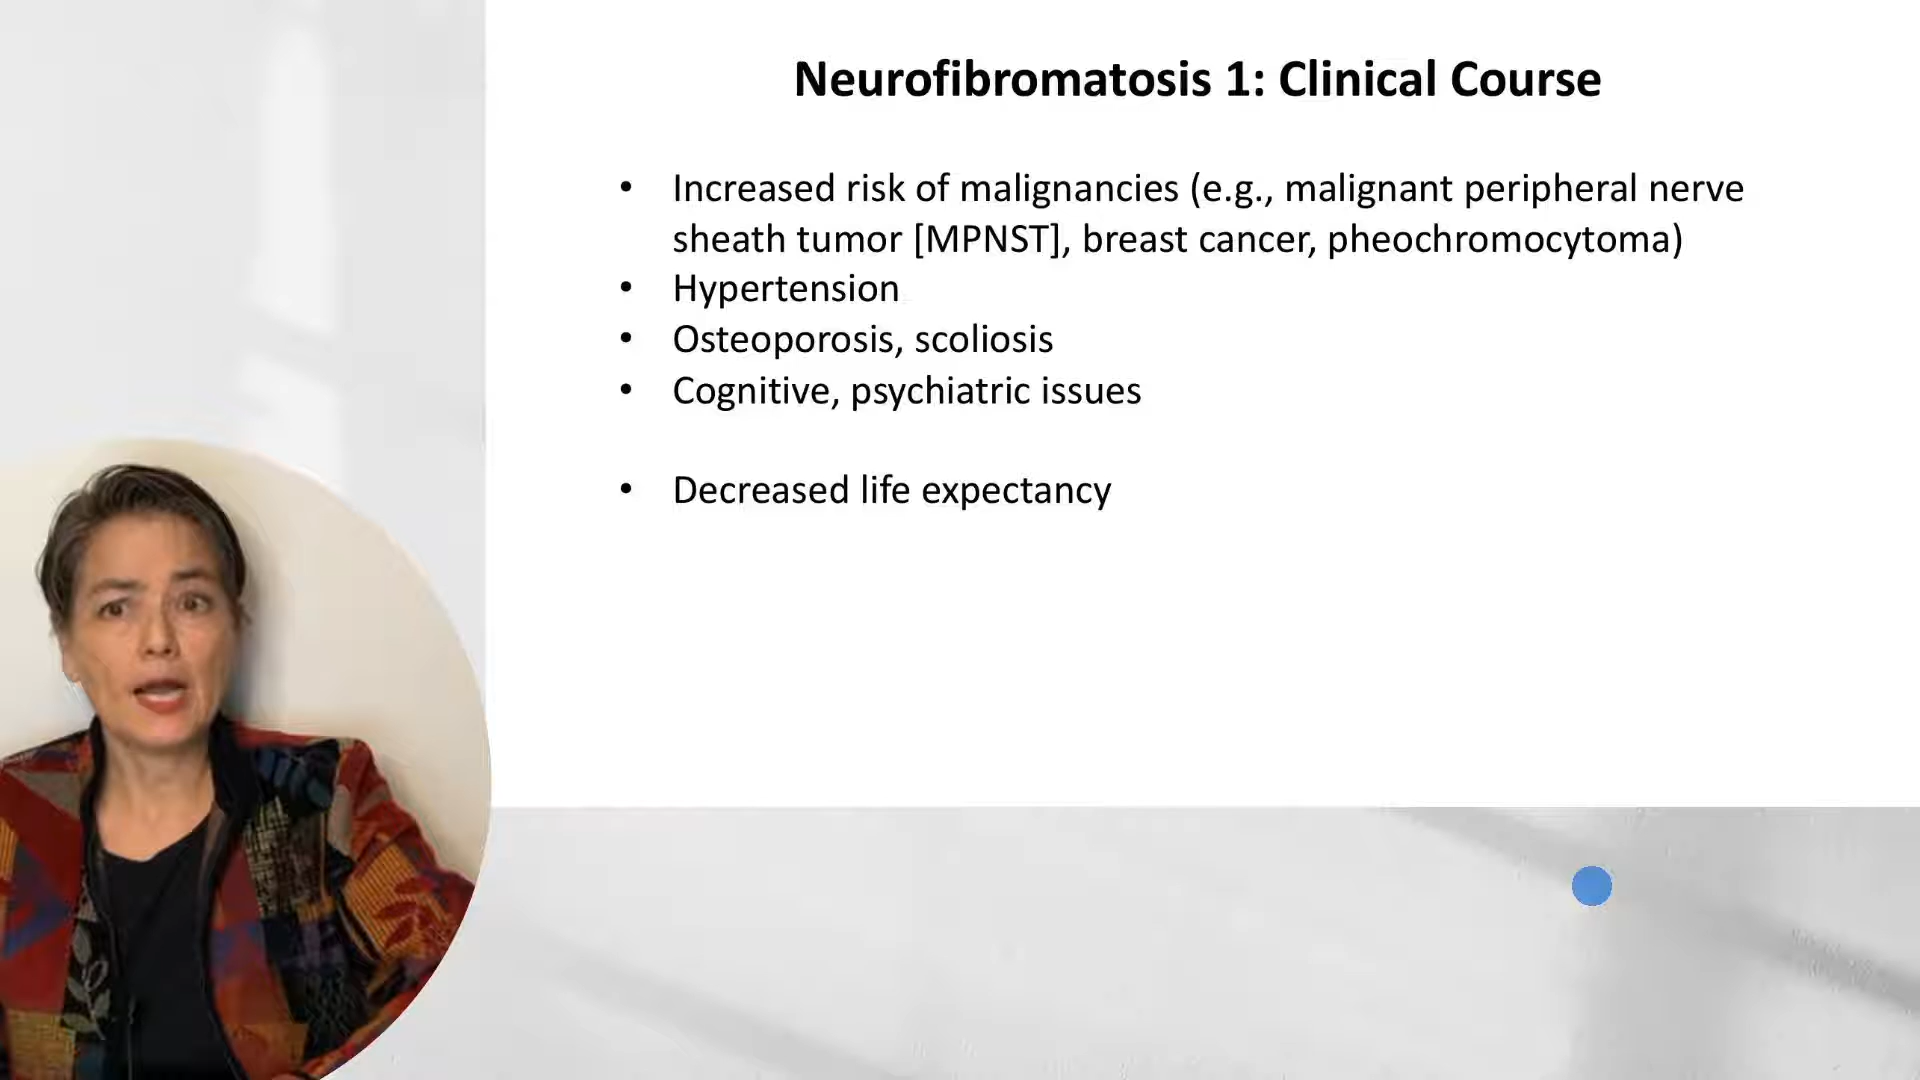 Neurofibromatosis 1: Clinical Course
• Increased risk of malignancies (e.g., malignant peripheral nerve
sheath tumor [MPNST], breast cancer, pheochromocytoma)
• Hypertension
• Osteoporosis, scoliosis
• Cognitive, psychiatric issues
• Decreased life expectancy